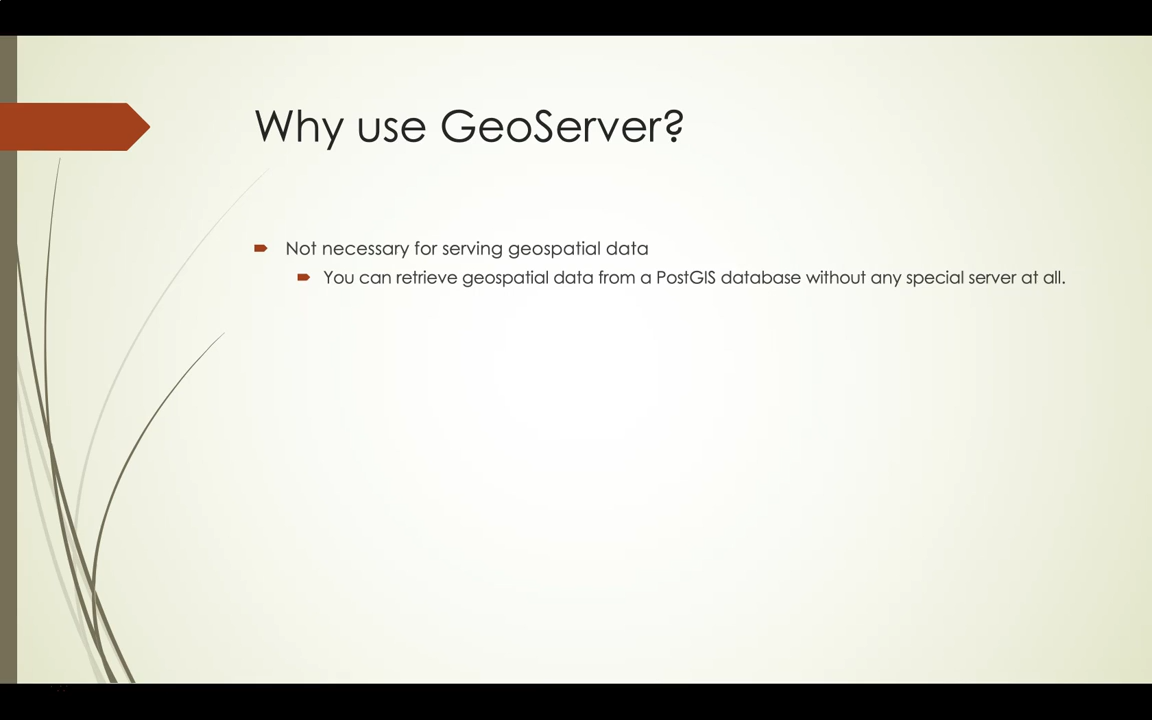 Why use GeoServer?
Not necessary for serving geospatial data
You can retrieve geospatial data from a PostGIS database without any special server at all.